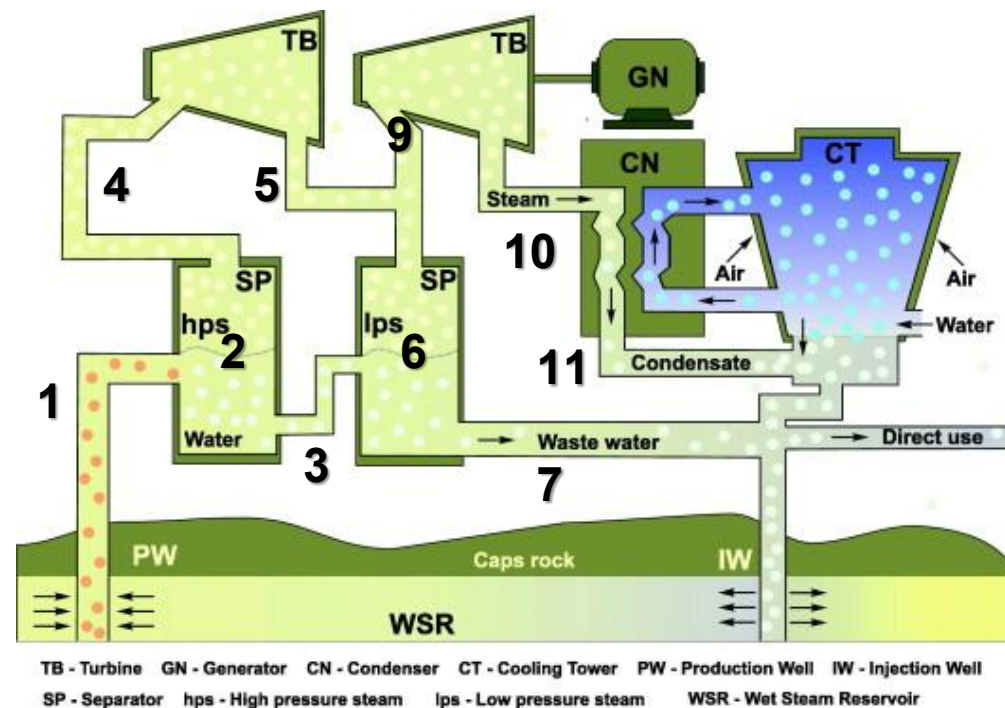 TB
TB
GN
9
4
5
CN
CT
Steam
10
Air
Air
SP
SP
hps
lps
2
6
Water
1
11
Condensate
Water
3
Waste water
Direct use
7
PW
Caps rock
IW
WSR
TB - Turbine GN - Generator CN - Condenser CT - Cooling Tower PW - Production Well IW - Injection Well
SP - Separator hps - High pressure steam lps - Low pressure steam WSR - Wet Steam Reservoir